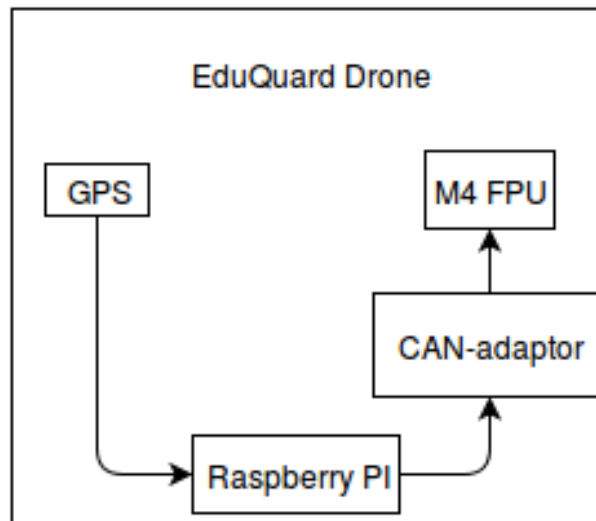 EduQuard Drone
GPS
M4 FPU
CAN-adaptor
Raspberry PI